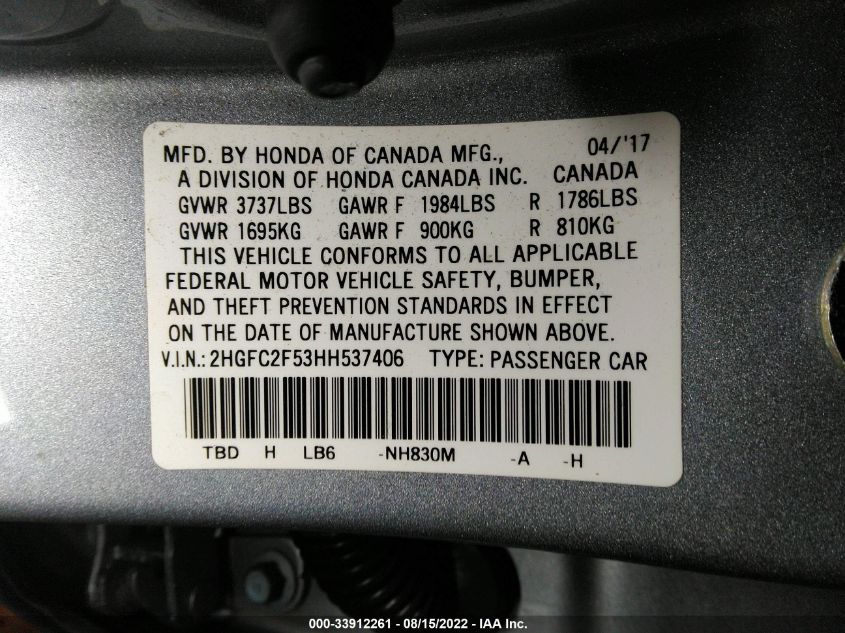 MFD. BY HONDA OF CANADA MFG., 04/'17
A DIVISION OF HONDA CANADA INC. CANADA
GVWR 3737LBS GAWR F 1984LBS R 1786LBS
GVWR 1695KG GAWR F 900KG R 810KG
THIS VEHICLE CONFORMS TO ALL APPLICABLE
FEDERAL MOTOR VEHICLE SAFETY, BUMPER,
AND THEFT PREVENTION STANDARDS IN EFFECT
ON THE DATE OF MANUFACTURE SHOWN ABOVE.
V.I.N.: 2HGFC2F53HH537406 TYPE: PASSENGER CAR
TBD H LB6 -NH830M -A -H
000-33912261 - 08/15/2022 - IAA Inc.